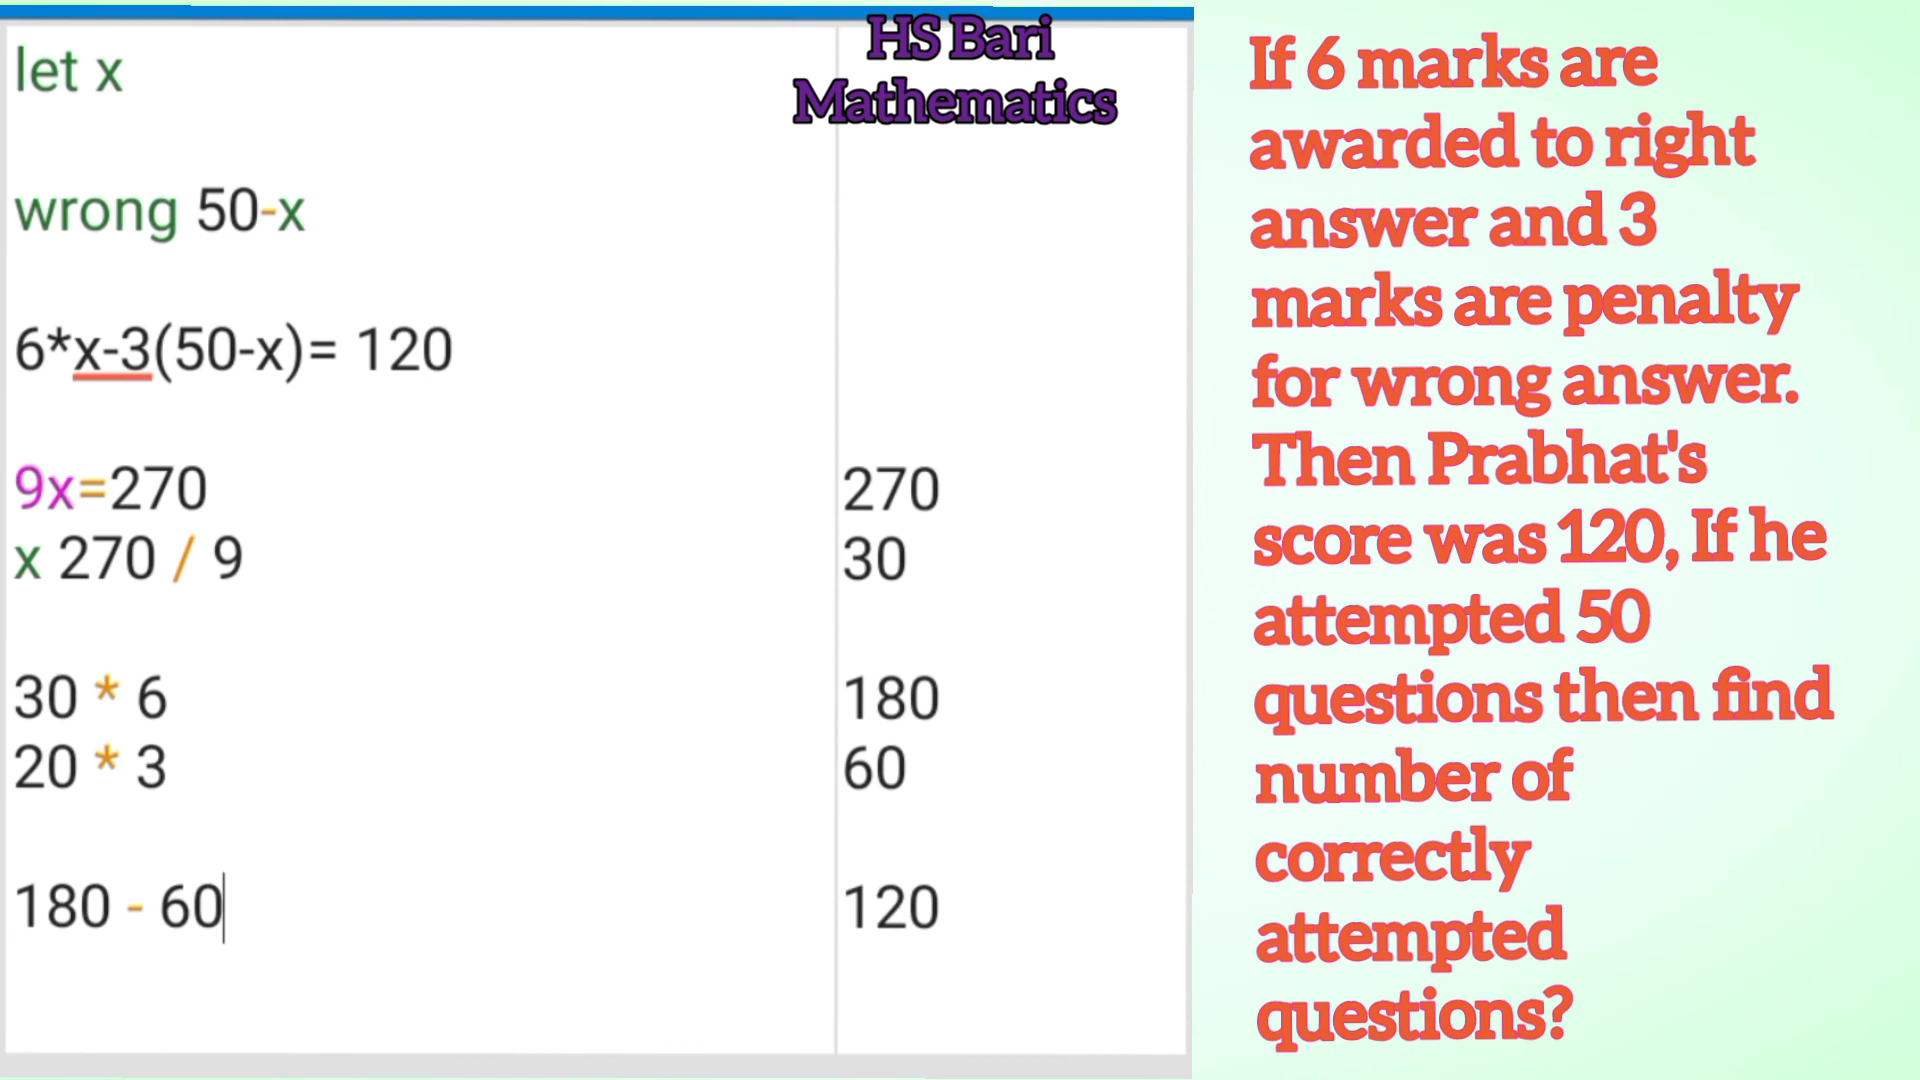 HS Bari
Mathematics
let x
wrong 50-x
6*x-3(50-x)= 120
9x=270 270
x 270 / 9 30
30 * 6 180
20 * 3 60
180 - 60 120
If 6 marks are
awarded to right
answer and 3
marks are penalty
for wrong answer.
Then Prabhat's
score was 120, If he
attempted 50
questions then find
number of
correctly
attempted
questions?